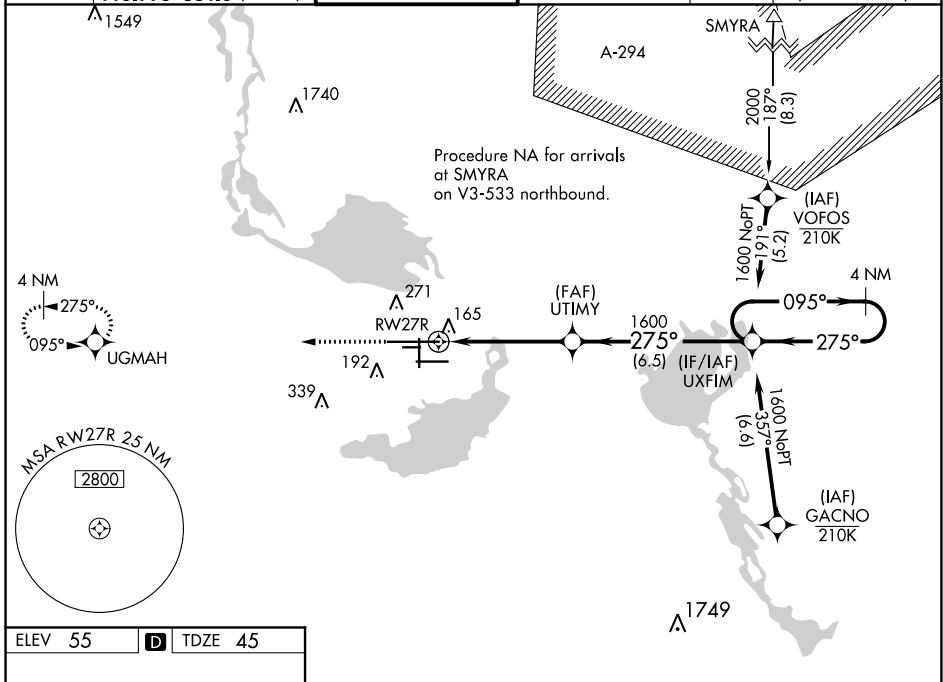 1549
SMYRA
A-294
1740
2000
187°
(8.3)
Procedure NA for arrivals
at SMYRA
on V3-533 northbound.
(IAF)
VOFOS
210K
1600 NoPT
191°
(5.2)
4 NM
4 NM
275°
095°
UGMAH
271
RW27R
165
192
339
(FAF)
UTIMY
1600
275°
(6.5)
(IF/IAF)
UXFIM
095°
275°
1600 NoPT
357°
(6.6)
(IAF)
GACNO
210K
MSA RW27R 25 NM
2800
1749
ELEV 55 D TDZE 45